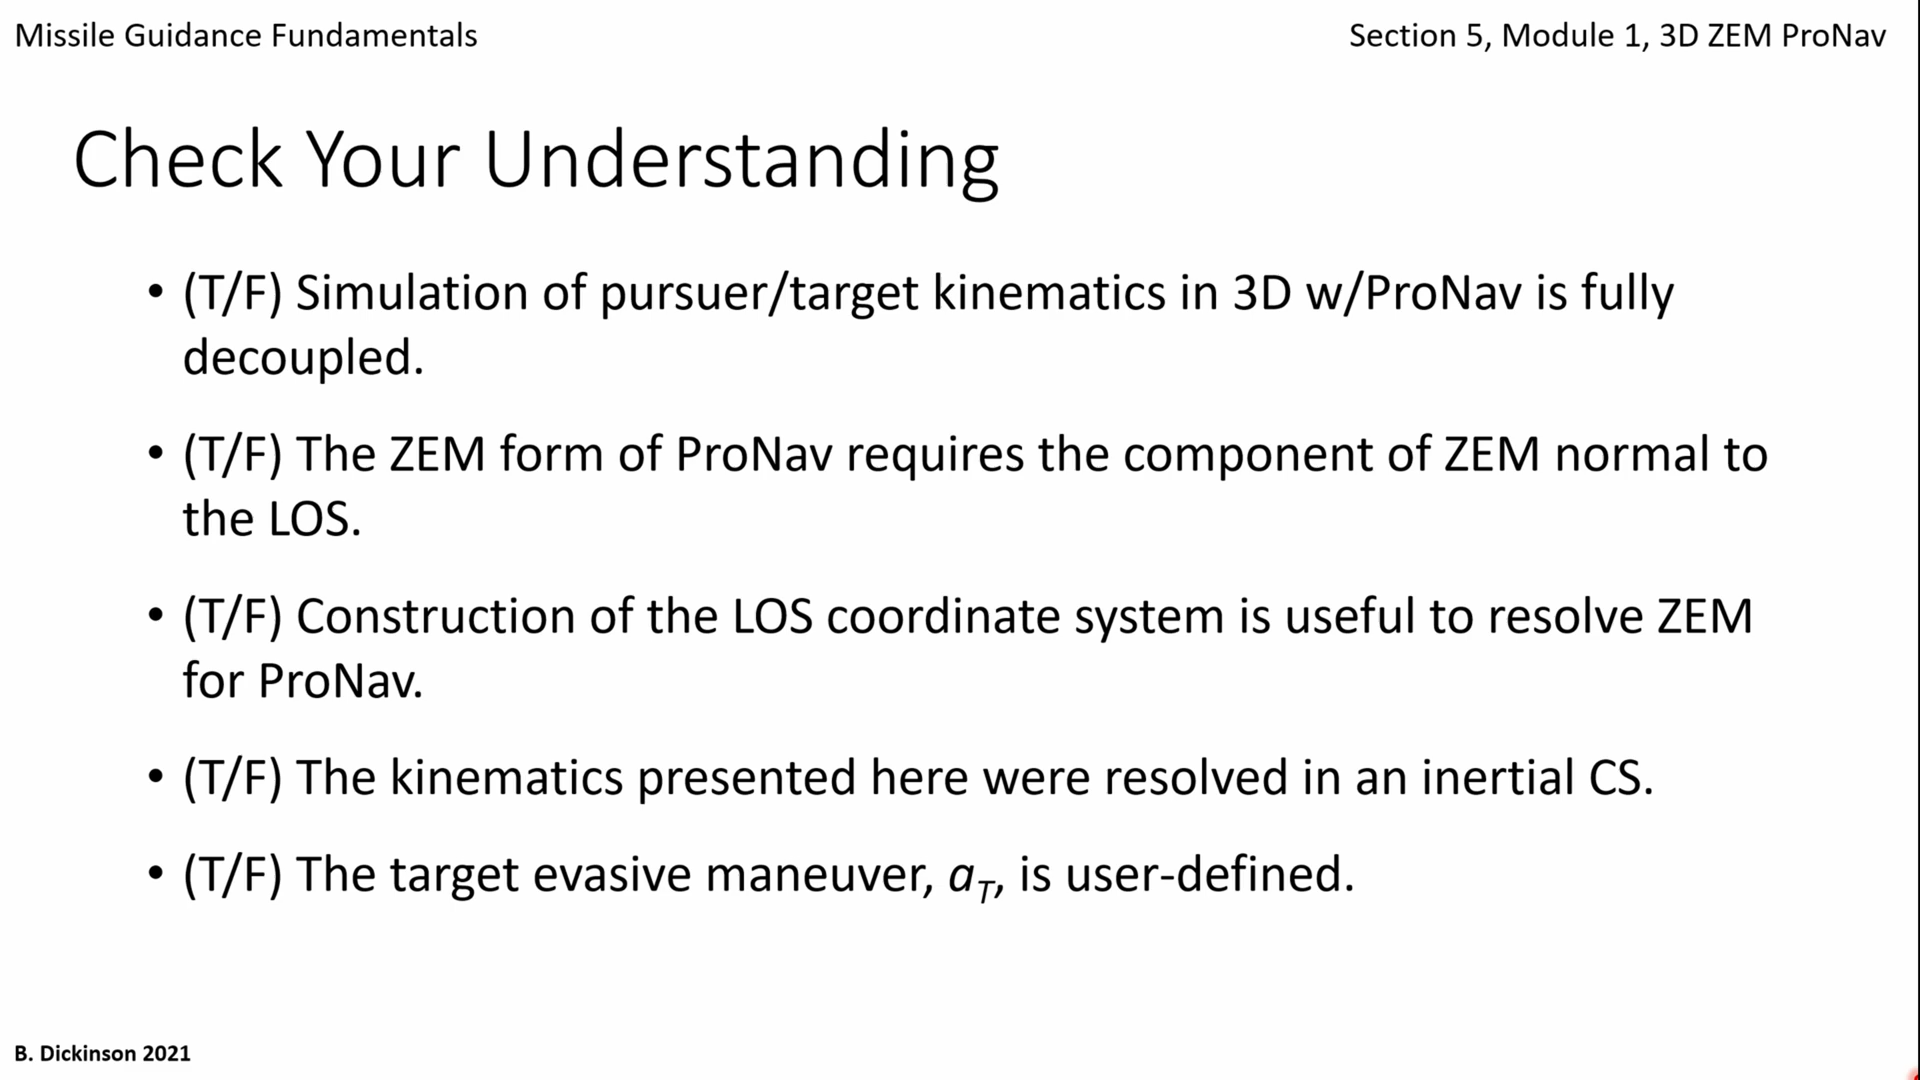 Missile Guidance Fundamentals
Section 5, Module 1, 3D ZEM ProNav
Check Your Understanding
• (T/F) Simulation of pursuer/target kinematics in 3D w/ProNav is fully
decoupled.
• (T/F) The ZEM form of ProNav requires the component of ZEM normal to
the LOS.
• (T/F) Construction of the LOS coordinate system is useful to resolve ZEM
for ProNav.
• (T/F) The kinematics presented here were resolved in an inertial CS.
• (T/F) The target evasive maneuver, a_T, is user-defined.
B. Dickinson 2021